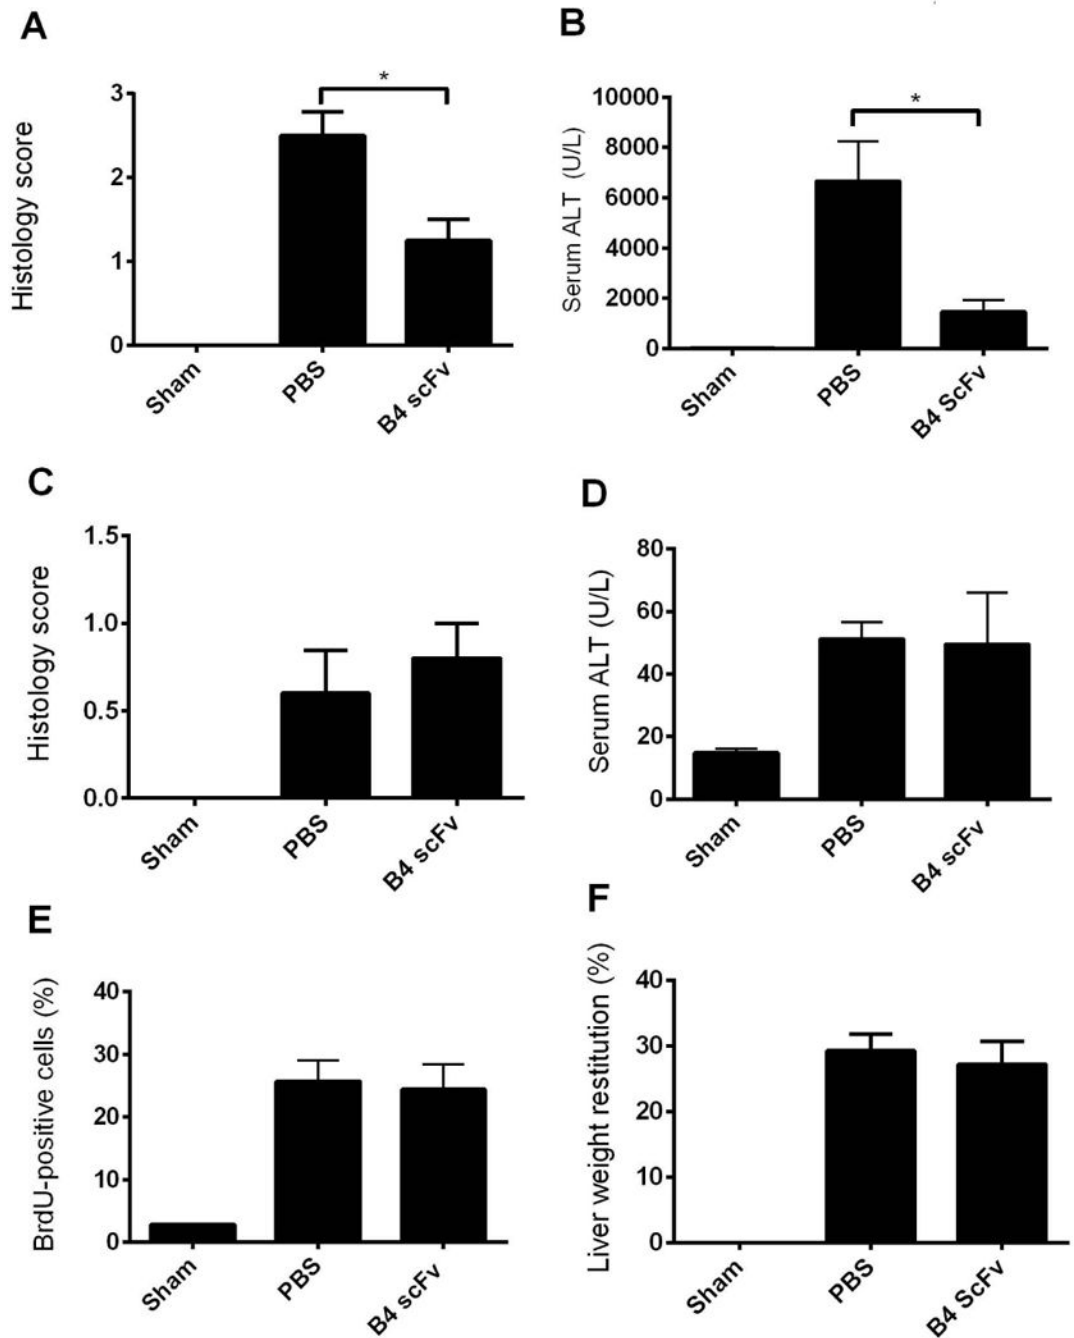 A
Histology score
3
2
1
0
*
Sham
PBS
B4 scFv
B
Serum ALT (U/L)
10000
8000
6000
4000
2000
0
*
Sham
PBS
B4 ScFv
C
Histology score
1.5
1.0
0.5
0.0
Sham
PBS
B4 scFv
D
Serum ALT (U/L)
80
60
40
20
0
Sham
PBS
B4 scFv
E
BrdU-positive cells (%)
40
30
20
10
0
Sham
PBS
B4 scFv
F
Liver weight restitution (%)
40
30
20
10
0
Sham
PBS
B4 ScFv